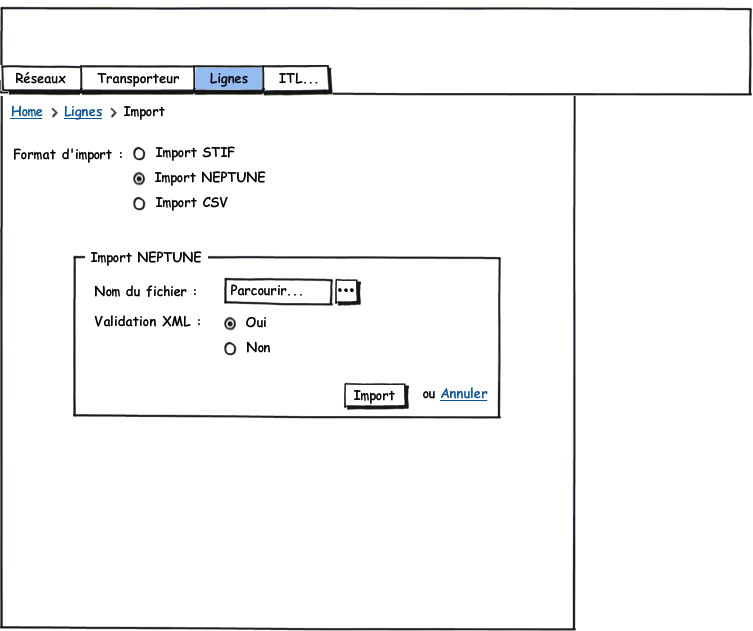 Réseaux Transporteur Lignes ITL...
Home > Lignes > Import
Format d'import : Import STIF
Import NEPTUNE
Import CSV
Import NEPTUNE
Nom du fichier : Parcourir... •••
Validation XML : Oui
Non
Import ou Annuler